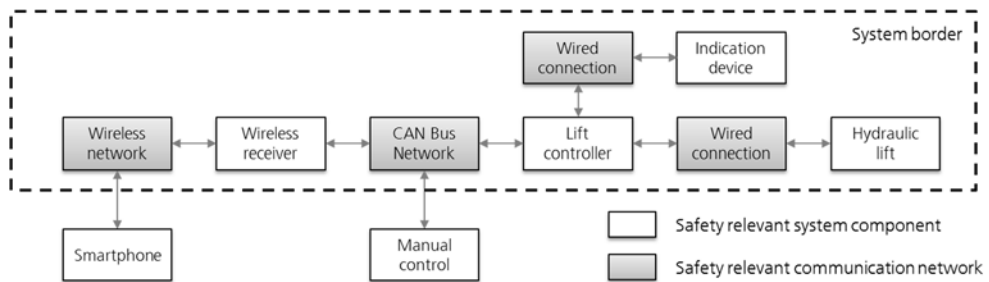 System border
Wired
connection
Indication
device
Wireless
network
Wireless
receiver
CAN Bus
Network
Lift
controller
Wired
connection
Hydraulic
lift
Smartphone
Manual
control
Safety relevant system component
Safety relevant communication network